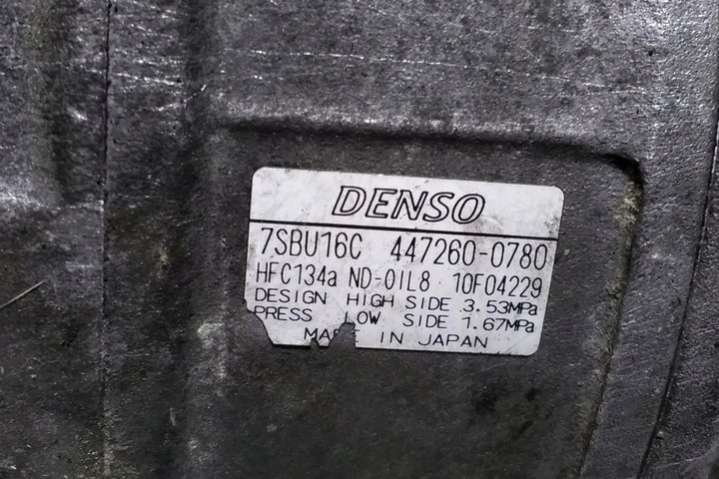 DENSO
7SBU16C 447260-0780
HFC134a ND-OIL8 10F04229
DESIGN HIGH SIDE 3.53MPa
PRESS LOW SIDE 1.67MPa
MADE IN JAPAN